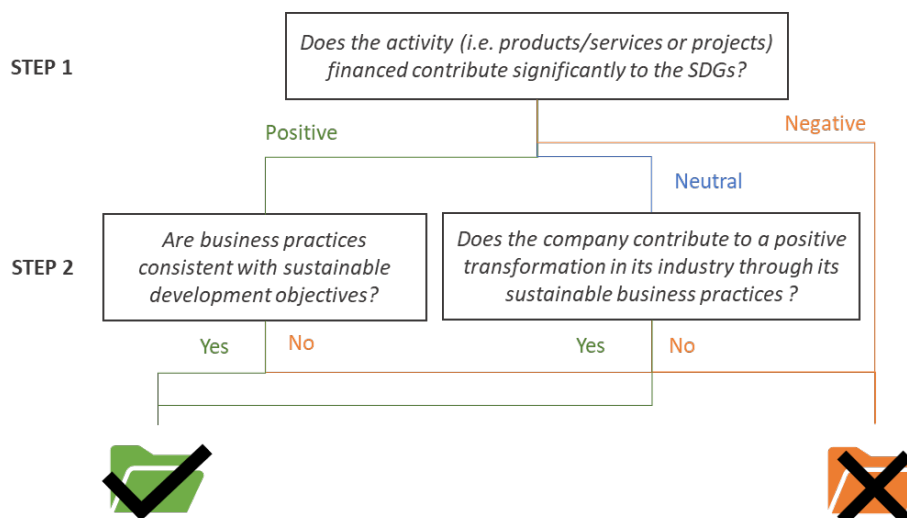 STEP 1
Does the activity (i.e. products/services or projects)
financed contribute significantly to the SDGs?
Positive
Negative
Neutral
STEP 2
Are business practices
consistent with sustainable
development objectives?
Does the company contribute to a positive
transformation in its industry through its
sustainable business practices ?
Yes
No
Yes
No